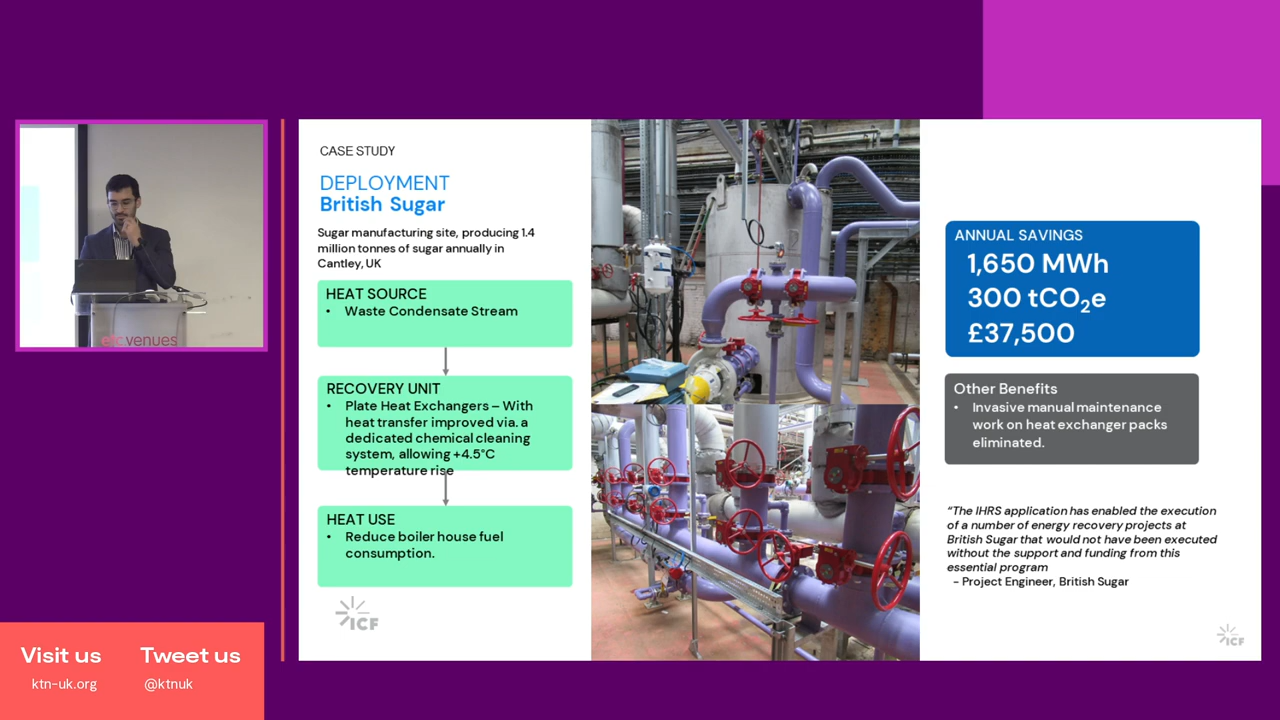 CASE STUDY
DEPLOYMENT
British Sugar
Sugar manufacturing site, producing 1.4
million tonnes of sugar annually in
Cantley, UK
HEAT SOURCE
• Waste Condensate Stream
RECOVERY UNIT
• Plate Heat Exchangers – With
heat transfer improved via. a
dedicated chemical cleaning
system, allowing +4.5°C
temperature rise
HEAT USE
• Reduce boiler house fuel
consumption.
ICF
ANNUAL SAVINGS
1,650 MWh
300 tCO₂e
£37,500
Other Benefits
• Invasive manual maintenance
work on heat exchanger packs
eliminated.
“The IHRS application has enabled the execution
of a number of energy recovery projects at
British Sugar that would not have been executed
without the support and funding from this
essential program
- Project Engineer, British Sugar
ICF
etc.venues
Visit us
ktn-uk.org
Tweet us
@ktnuk